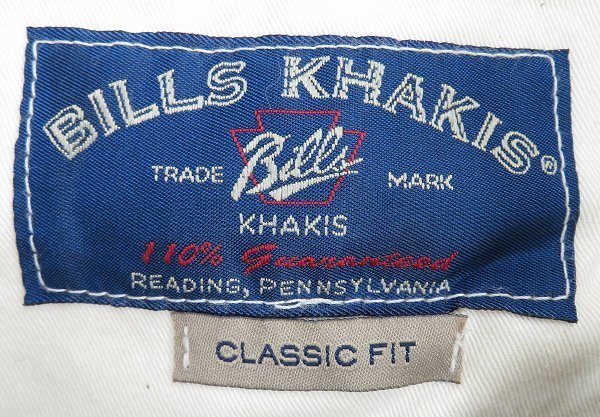 BILLS KHAKIS®
TRADE Bills MARK
KHAKIS
110% Guaranteed
READING, PENNSYLVANIA
CLASSIC FIT